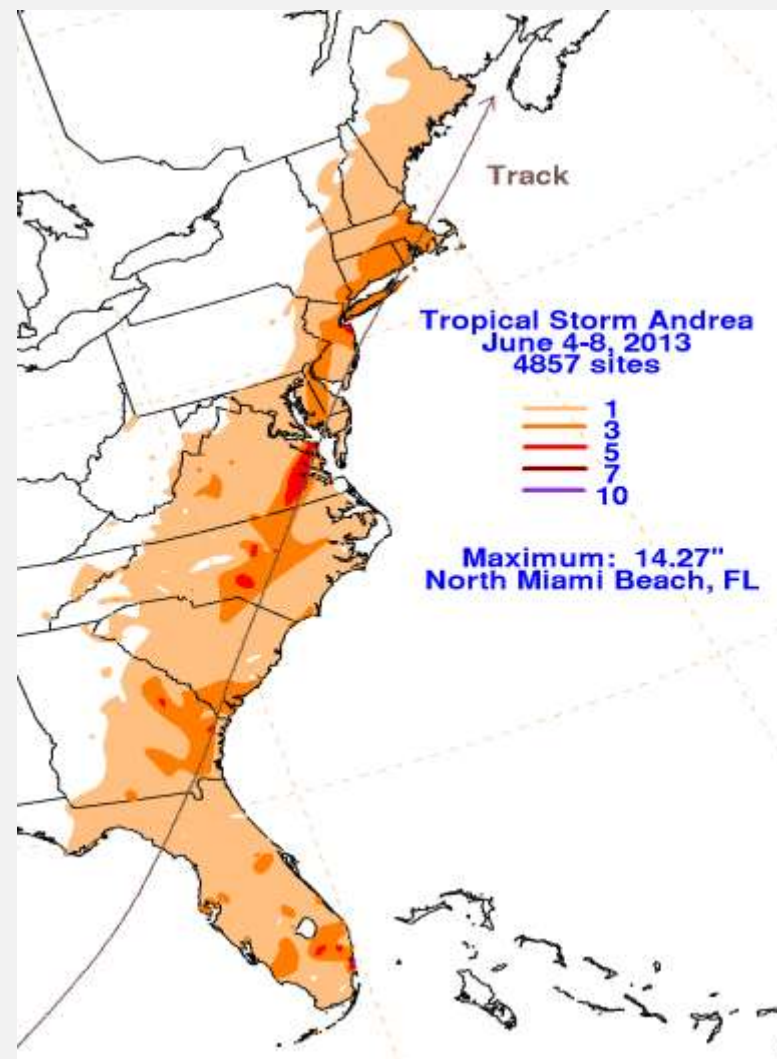 Track
Tropical Storm Andrea
June 4-8, 2013
4857 sites
1
3
5
7
10
Maximum: 14.27"
North Miami Beach, FL